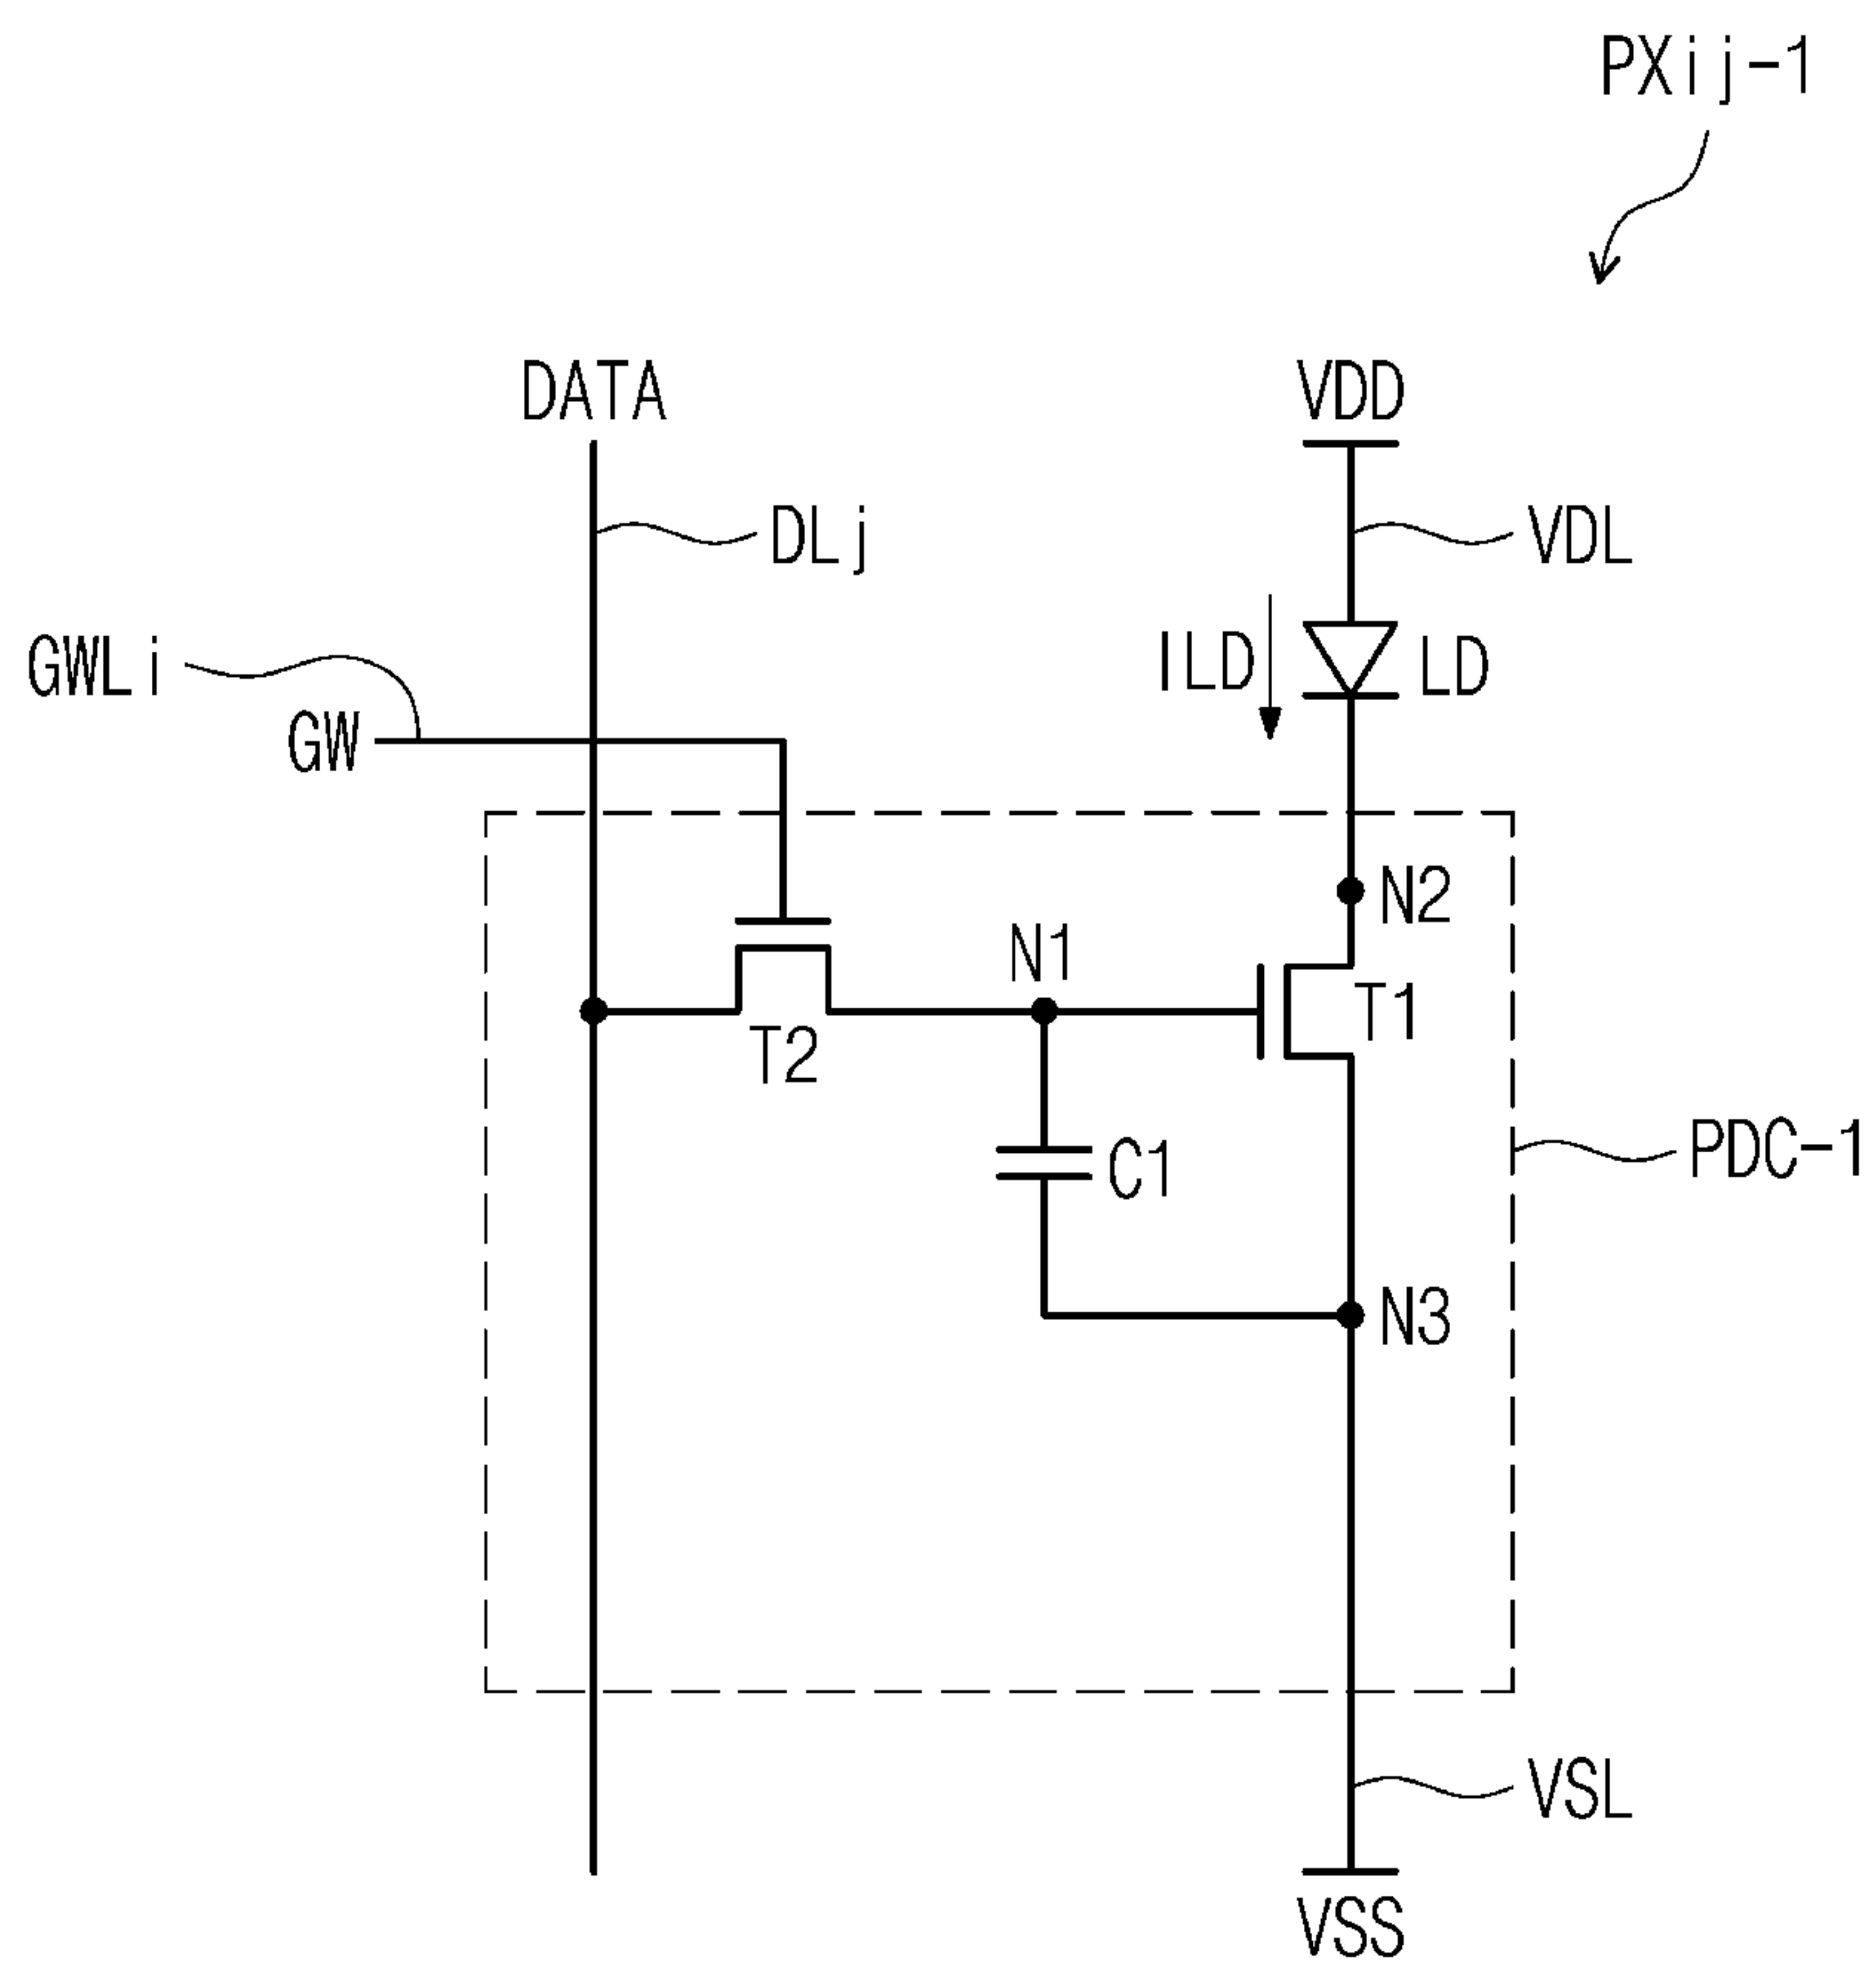 PXij-1
DATA
VDD
DLj
VDL
GWLi
ILD
LD
GW
N2
N1
T1
T2
C1
PDC-1
N3
VSL
VSS